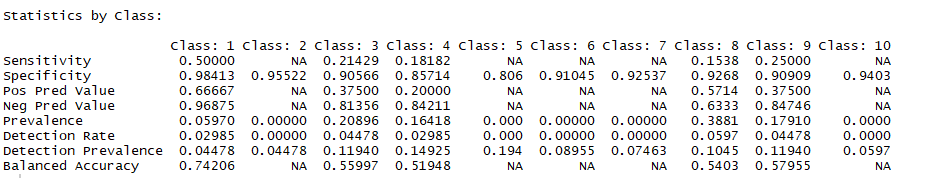 Statistics by Class:

                     Class: 1 Class: 2 Class: 3 Class: 4 Class: 5 Class: 6 Class: 7 Class: 8 Class: 9 Class: 10
Sensitivity           0.50000       NA  0.21429  0.18182       NA       NA       NA   0.1538  0.25000        NA
Specificity           0.98413  0.95522  0.90566  0.85714    0.806  0.91045  0.92537   0.9268  0.90909    0.9403
Pos Pred Value        0.66667       NA  0.37500  0.20000       NA       NA       NA   0.5714  0.37500        NA
Neg Pred Value        0.96875       NA  0.81356  0.84211       NA       NA       NA   0.6333  0.84746        NA
Prevalence            0.05970  0.00000  0.20896  0.16418    0.000  0.00000  0.00000   0.3881  0.17910    0.0000
Detection Rate        0.02985  0.00000  0.04478  0.02985    0.000  0.00000  0.00000   0.0597  0.04478    0.0000
Detection Prevalence  0.04478  0.04478  0.11940  0.14925    0.194  0.08955  0.07463   0.1045  0.11940    0.0597
Balanced Accuracy     0.74206       NA  0.55997  0.51948       NA       NA       NA   0.5403  0.57955        NA